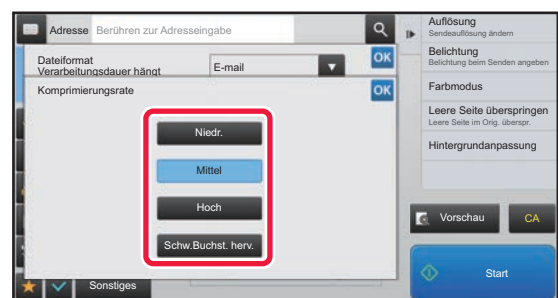 Adresse
Berühren zur Adresseingabe
Dateiformat
Verarbeitungsdauer hängt
E-mail
OK
Komprimierungsrate
OK
Niedr.
Mittel
Hoch
Schw.Buchst. herv.
Sonstiges
Auflösung
Sendeauflösung ändern
Belichtung
Belichtung beim Senden angeben
Farbmodus
Leere Seite überspringen
Leere Seite im Orig. überspr.
Hintergrundanpassung
Vorschau
CA
Start